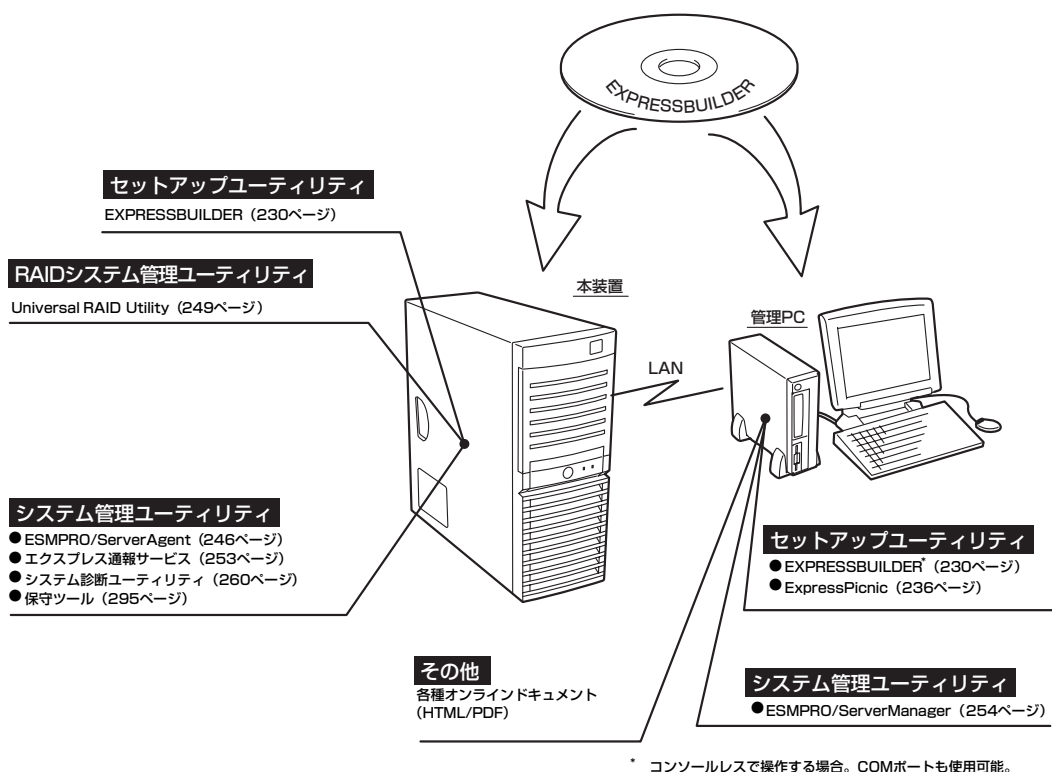 EXPRESSBUILDER
セットアップユーティリティ
EXPRESSBUILDER（230ページ）
RAIDシステム管理ユーティリティ
Universal RAID Utility（249ページ）
本装置
管理PC
LAN
システム管理ユーティリティ
●ESMPRO/ServerAgent（246ページ）
●エクスプレス通報サービス（253ページ）
●システム診断ユーティリティ（260ページ）
●保守ツール（295ページ）
セットアップユーティリティ
●EXPRESSBUILDER*（230ページ）
●ExpressPicnic（236ページ）
その他
各種オンラインドキュメント
（HTML/PDF）
システム管理ユーティリティ
●ESMPRO/ServerManager（254ページ）
* コンソールレスで操作する場合。COMポートも使用可能。